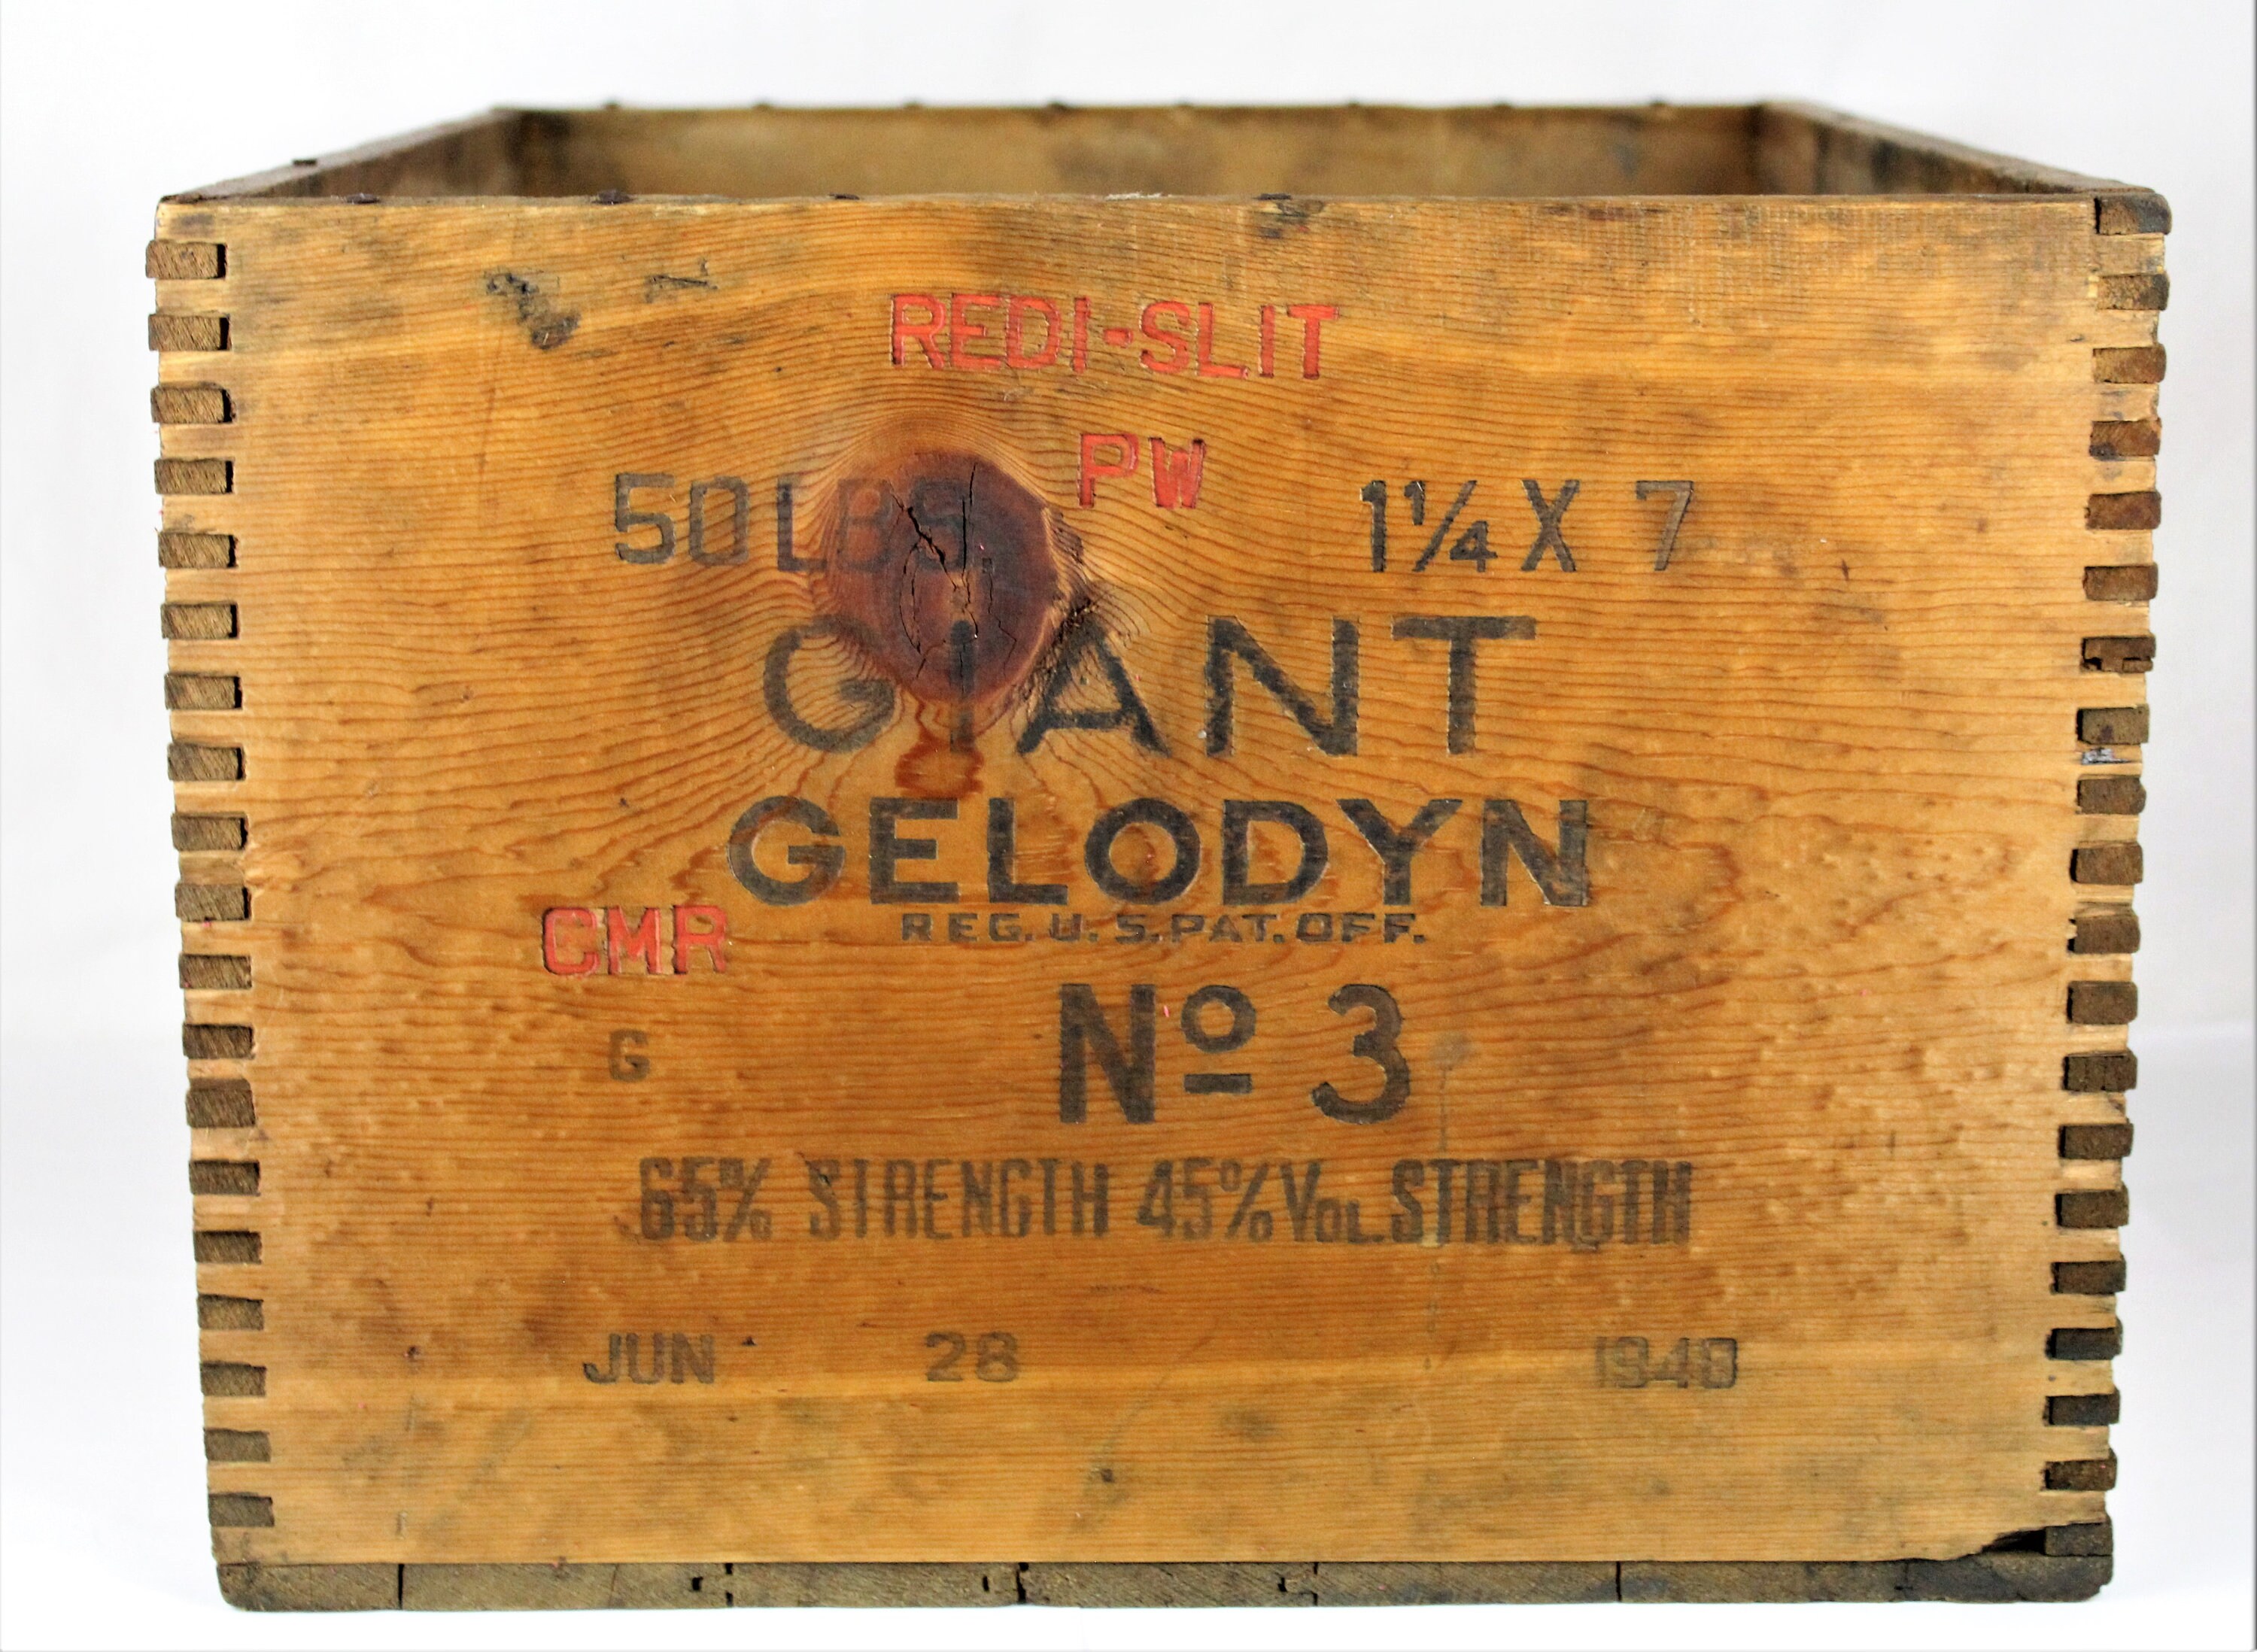 REDI-SLIT
PW
50 LBS. 1¼ X 7
GIANT
GELODYN
REG. U. S. PAT. OFF.
CMR
Nº 3
G
65% STRENGTH 45% VOL. STRENGTH
JUN 28 1948